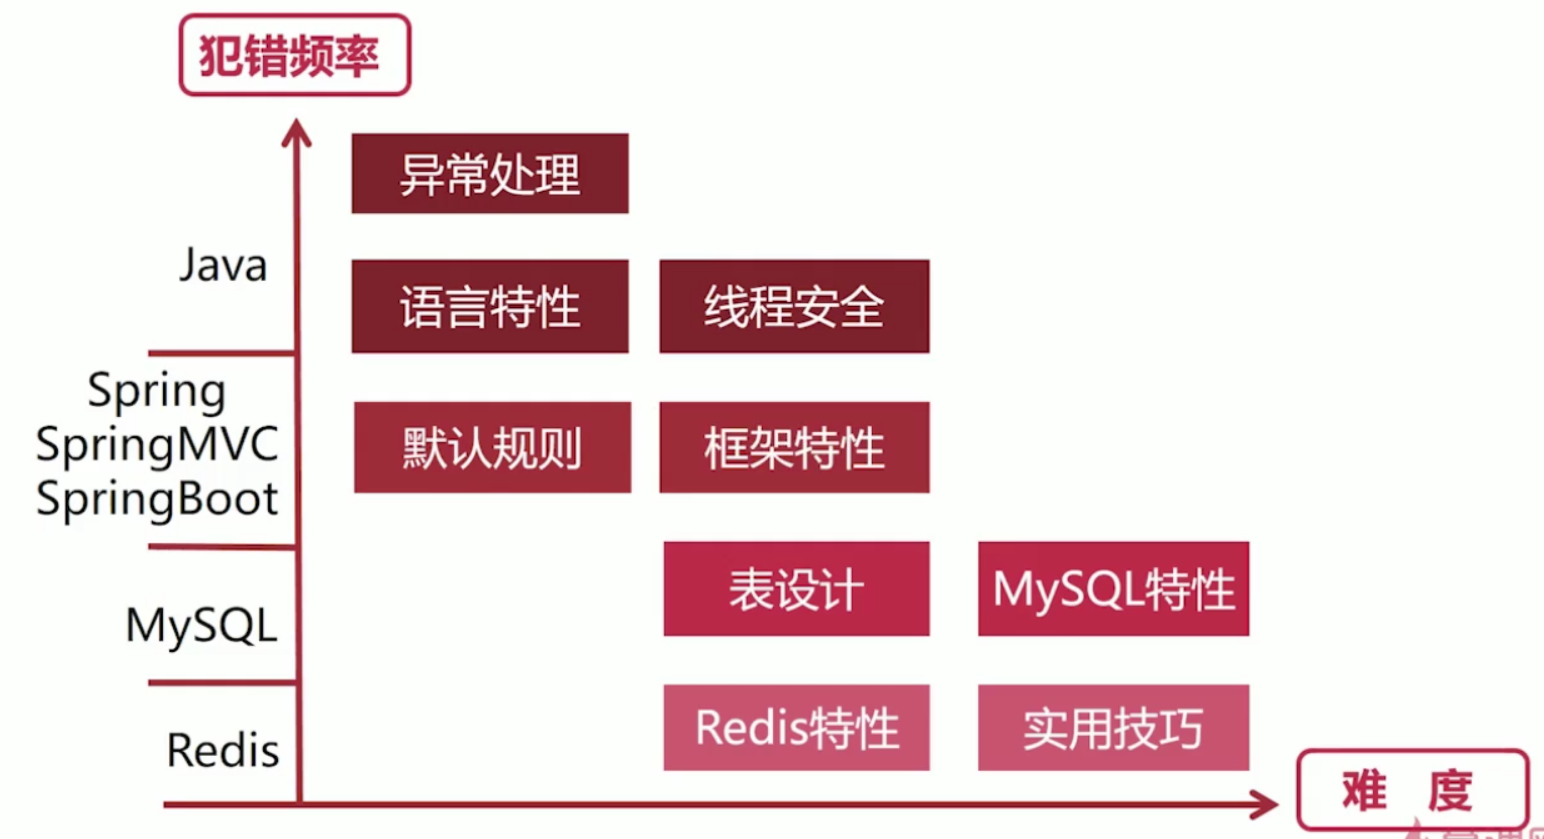 犯错频率
异常处理
Java
语言特性
线程安全
Spring
SpringMVC
SpringBoot
默认规则
框架特性
MySQL
表设计
MySQL特性
Redis
Redis特性
实用技巧
难 度